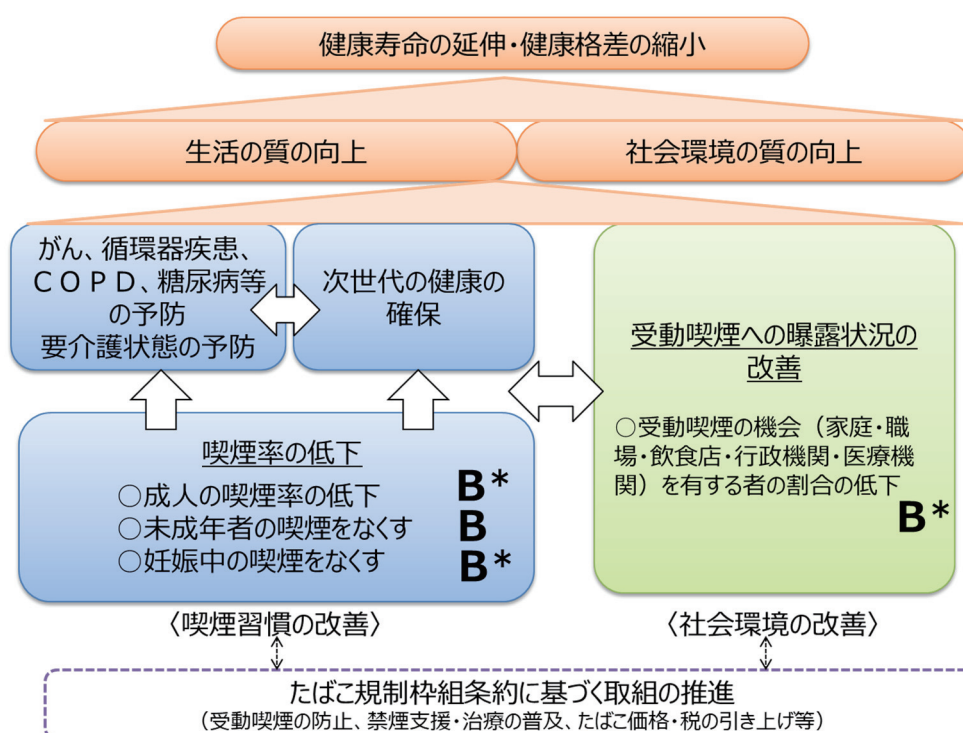 健康寿命の延伸・健康格差の縮小
生活の質の向上
社会環境の質の向上
がん、循環器疾患、
ＣＯＰＤ、糖尿病等
の予防
要介護状態の予防
次世代の健康の
確保
受動喫煙への曝露状況の
改善
○受動喫煙の機会（家庭・職
場・飲食店・行政機関・医療機
関）を有する者の割合の低下
B*
喫煙率の低下
○成人の喫煙率の低下 B*
○未成年者の喫煙をなくす B
○妊娠中の喫煙をなくす B*
〈喫煙習慣の改善〉
〈社会環境の改善〉
たばこ規制枠組条約に基づく取組の推進
（受動喫煙の防止、禁煙支援・治療の普及、たばこ価格・税の引き上げ等）